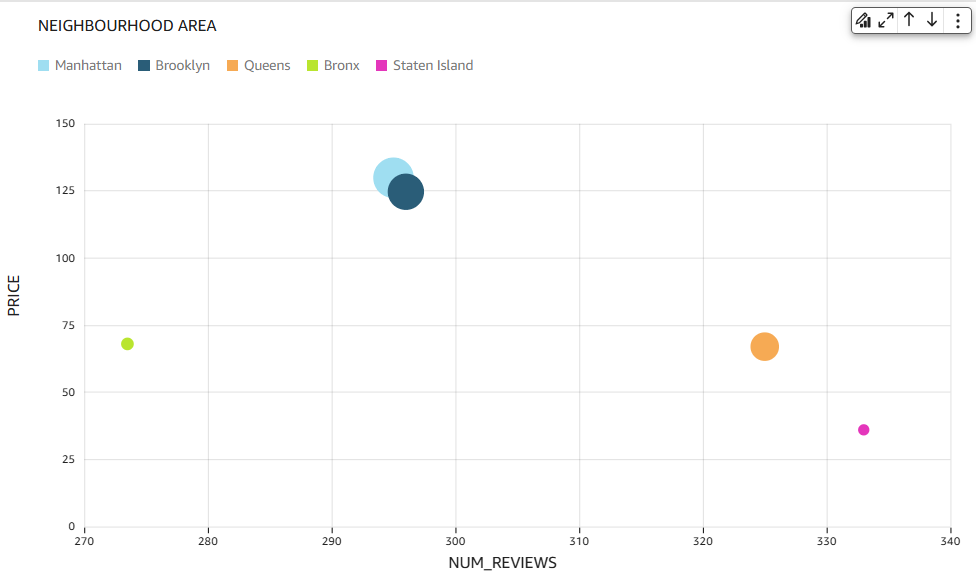 NEIGHBOURHOOD AREA
Manhattan Brooklyn Queens Bronx Staten Island
150
125
100
75
50
25
0
PRICE
270 280 290 300 310 320 330 340
NUM_REVIEWS